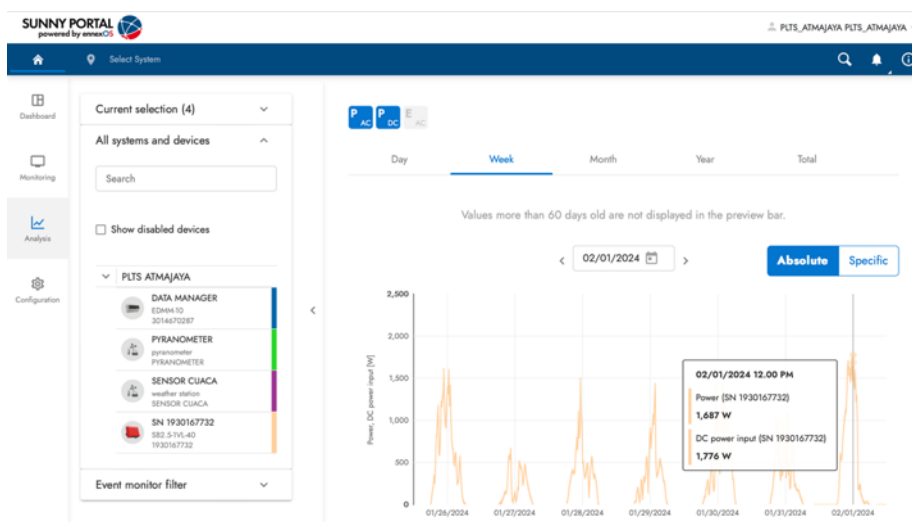 SUNNY PORTAL
powered by ennexOS
PLTS_ATMAJAYA PLTS_ATMAJAYA
Select System
Dashboard
Monitoring
Analysis
Configuration
Current selection (4)
All systems and devices
Search
Show disabled devices
PLTS ATMAJAYA
DATA MANAGER
EDMM-10
3014670287
PYRANOMETER
pyranometer
PYRANOMETER
SENSOR CUACA
weather station
SENSOR CUACA
SN 1930167732
SB2.5-1VL-40
1930167732
Event monitor filter
P AC P DC E AC
Day Week Month Year Total
Values more than 60 days old are not displayed in the preview bar.
02/01/2024
Absolute Specific
Power, DC power input [W]
2,500
2,000
1,500
1,000
500
0
02/01/2024 12.00 PM
Power (SN 1930167732)
1,687 W
DC power input (SN 1930167732)
1,776 W
01/26/2024 01/27/2024 01/28/2024 01/29/2024 01/30/2024 01/31/2024 02/01/2024